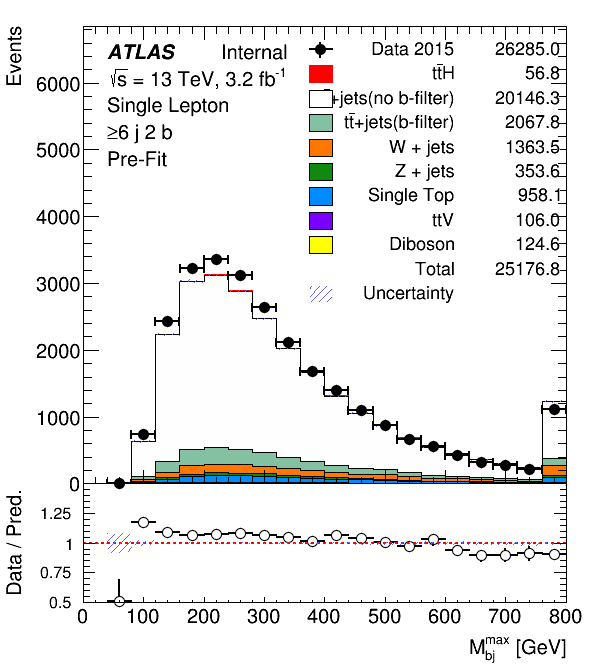 Events
ATLAS Internal
√s = 13 TeV, 3.2 fb⁻¹
Single Lepton
≥6 j 2 b
Pre-Fit
Data 2015 26285.0
tt̄H 56.8
+jets(no b-filter) 20146.3
tt̄+jets(b-filter) 2067.8
W + jets 1363.5
Z + jets 353.6
Single Top 958.1
ttV 106.0
Diboson 124.6
Total 25176.8
Uncertainty
6000
5000
4000
3000
2000
1000
0
Data / Pred.
1.25
1
0.75
0.5
0 100 200 300 400 500 600 700 800
M_bj^max [GeV]